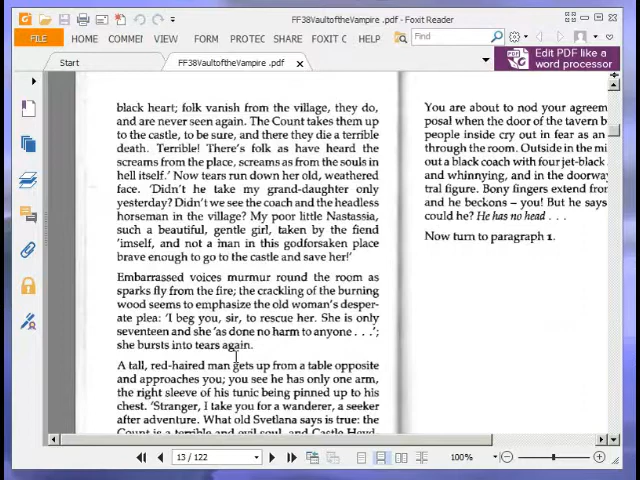 FF38VaultoftheVampire .pdf - Foxit Reader
FILE HOME COMMEI FORM PROTEC SHARE FOXIT C HELP Find
Start FF38VaultoftheVampire .pdf
Edit PDF like a
word processor
black heart; folk vanish from the village, they do,
and are never seen again. The Count takes them up
to the castle, to be sure, and there they die a terrible
death. Terrible! There's folk as have heard the
screams from the place, screams as from the souls in
hell itself.' Now tears run down her old, weathered
face. 'Didn't he take my grand-daughter only
yesterday? Didn't we see the coach and the headless
horseman in the village? My poor little Nastassia,
such a beautiful, gentle girl, taken by the fiend
'imself, and not a man in this godforsaken place
brave enough to go to the castle and save her!'
Embarrassed voices murmur round the room as
sparks fly from the fire; the crackling of the burning
wood seems to emphasize the old woman's desper-
ate plea: 'I beg you, sir, to rescue her. She is only
seventeen and she 'as done no harm to anyone . . .';
she bursts into tears again.
A tall, red-haired man gets up from a table opposite
and approaches you; you see he has only one arm,
the right sleeve of his tunic being pinned up to his
chest. 'Stranger, I take you for a wanderer, a seeker
after adventure. What old Svetlana says is true: the
Count is a terrible and evil soul, and Castle Heyd
You are about to nod your agreem
posal when the door of the tavern b
people inside cry out in fear as an
through the room. Outside in the mi
out a black coach with four jet-black
and whinnying, and in the doorwa
tral figure. Bony fingers extend fror
and he beckons – you! But he says
could he? He has no head . . .
Now turn to paragraph 1.
13 / 122
100%